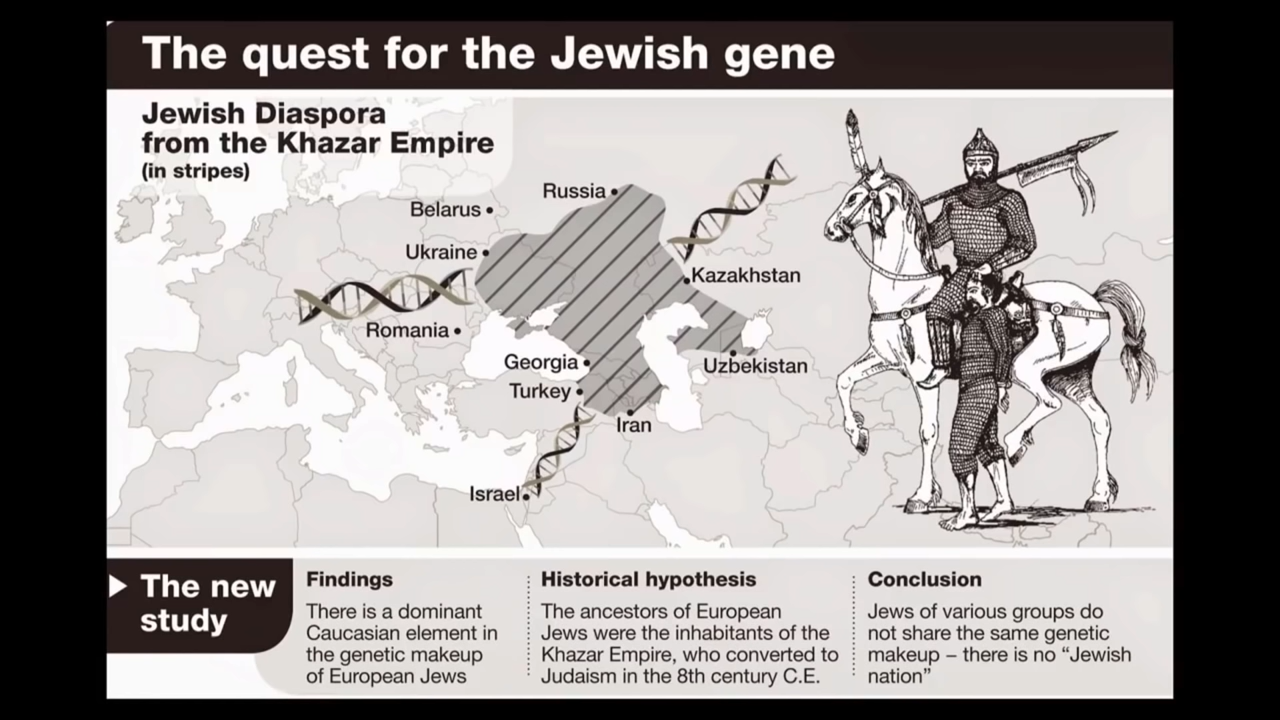 The quest for the Jewish gene
Jewish Diaspora
from the Khazar Empire
(in stripes)
Russia
Belarus
Ukraine
Kazakhstan
Romania
Georgia
Uzbekistan
Turkey
Iran
Israel
The new
study
Findings
There is a dominant
Caucasian element in
the genetic makeup
of European Jews
Historical hypothesis
The ancestors of European
Jews were the inhabitants of the
Khazar Empire, who converted to
Judaism in the 8th century C.E.
Conclusion
Jews of various groups do
not share the same genetic
makeup – there is no “Jewish
nation”